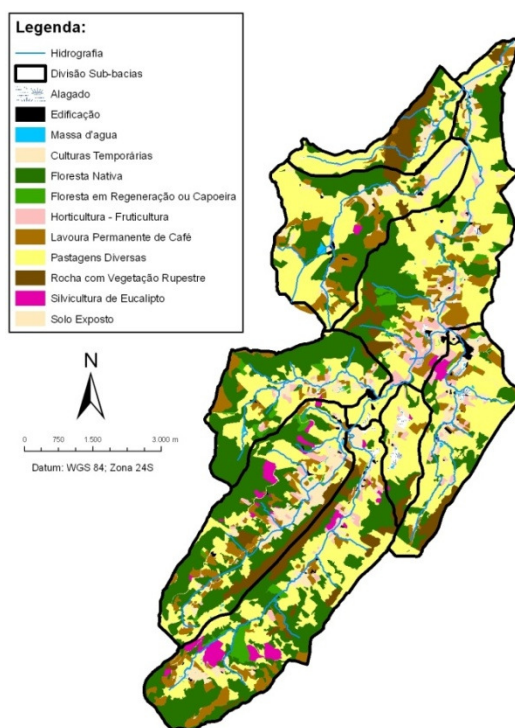 Legenda:
Hidrografia
Divisão Sub-bacias
Alagado
Edificação
Massa d'agua
Culturas Temporárias
Floresta Nativa
Floresta em Regeneração ou Capoeira
Horticultura - Fruticultura
Lavoura Permanente de Café
Pastagens Diversas
Rocha com Vegetação Rupestre
Silvicultura de Eucalipto
Solo Exposto
N
0 750 1.500 3.000 m
Datum: WGS 84; Zona 24S